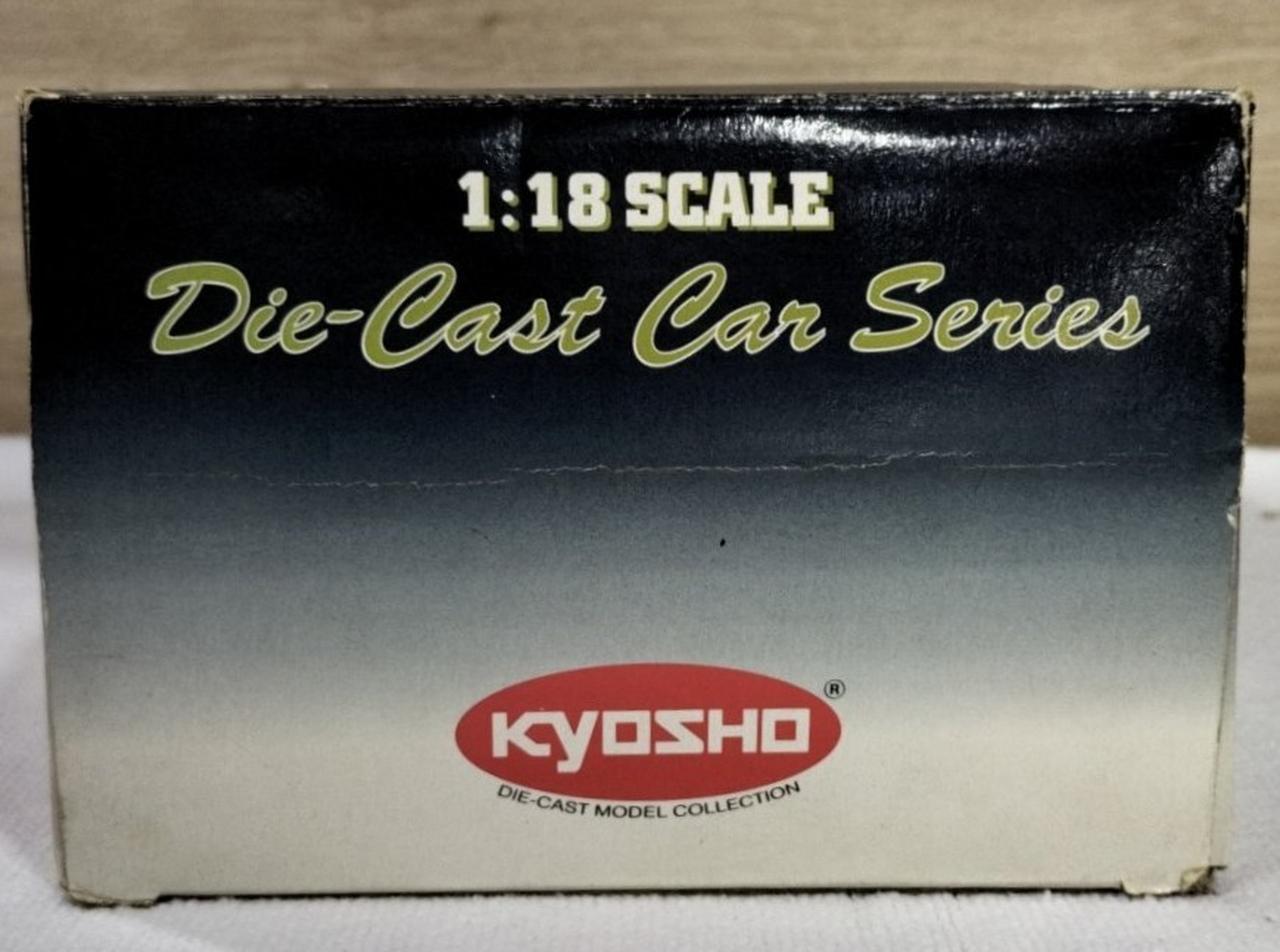 1:18 SCALE
Die-Cast Car Series
KYOSHO ®
DIE-CAST MODEL COLLECTION